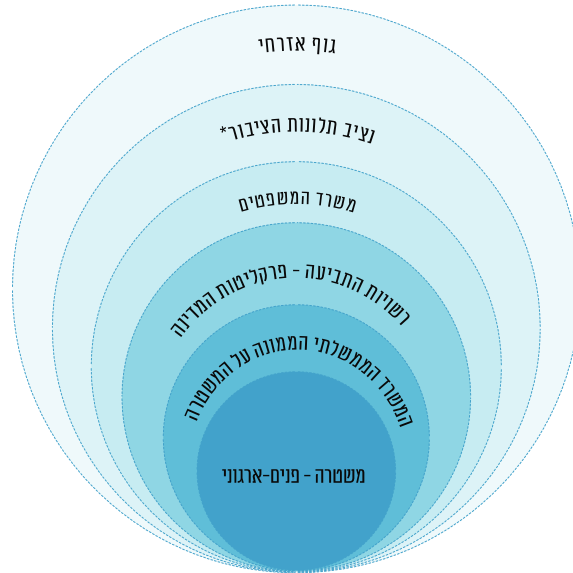 גוף אזרחי
נציב תלונות הציבור*
משרד המשפטים
רשויות התביעה - פרקליטות המדינה
המשרד הממשלתי הממונה על המשטרה
משטרה - פנים-ארגוני